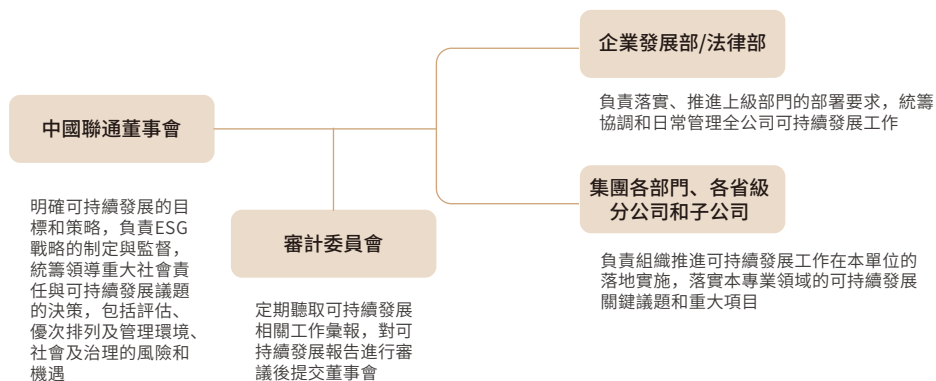 中國聯通董事會
明確可持續發展的目
標和策略，負責ESG
戰略的制定與監督，
統籌領導重大社會責
任與可持續發展議題
的決策，包括評估、
優次排列及管理環境、
社會及治理的風險和
機遇
審計委員會
定期聽取可持續發展
相關工作彙報，對可
持續發展報告進行審
議後提交董事會
企業發展部/法律部
負責落實、推進上級部門的部署要求，統籌
協調和日常管理全公司可持續發展工作
集團各部門、各省級
分公司和子公司
負責組織推進可持續發展工作在本單位的
落地實施，落實本專業領域的可持續發展
關鍵議題和重大項目